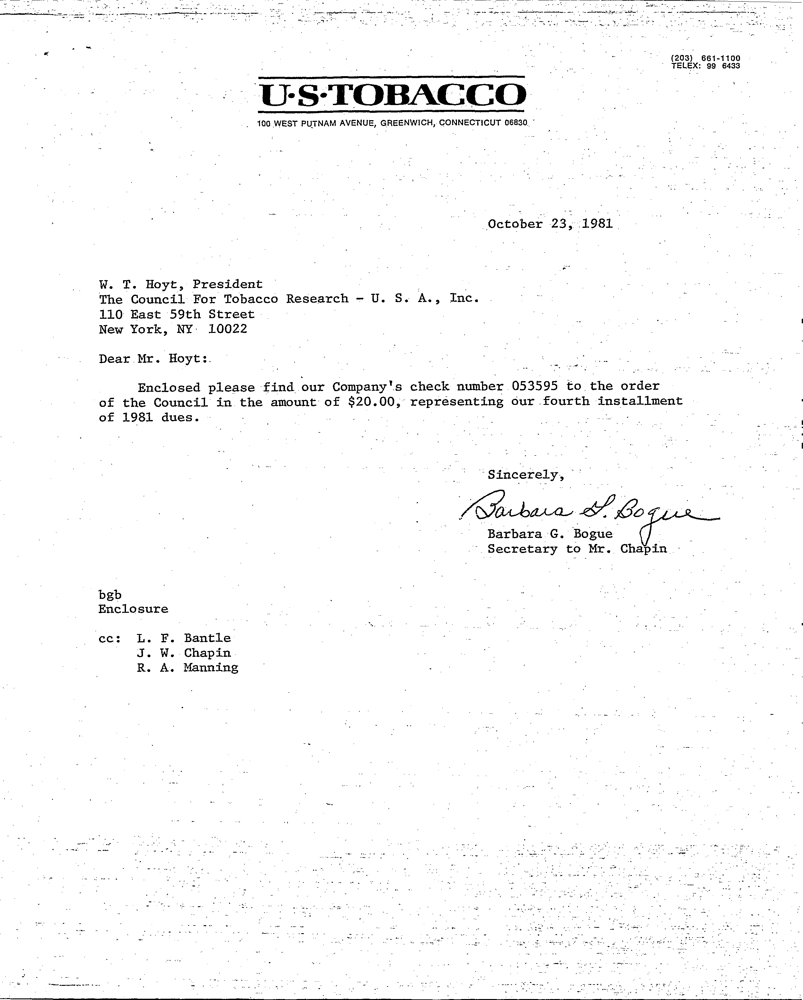 (203) 661-1100
TELEX: 99 6433
U·S·TOBACCO
100 WEST PUTNAM AVENUE, GREENWICH, CONNECTICUT 06830
October 23, 1981
W. T. Hoyt, President
The Council For Tobacco Research - U. S. A., Inc.
110 East 59th Street
New York, NY 10022
Dear Mr. Hoyt:
Enclosed please find our Company's check number 053595 to the order
of the Council in the amount of $20.00, representing our fourth installment
of 1981 dues.
Sincerely,
Barbara G. Bogue
Barbara G. Bogue
Secretary to Mr. Chapin
bgb
Enclosure
cc: L. F. Bantle
J. W. Chapin
R. A. Manning